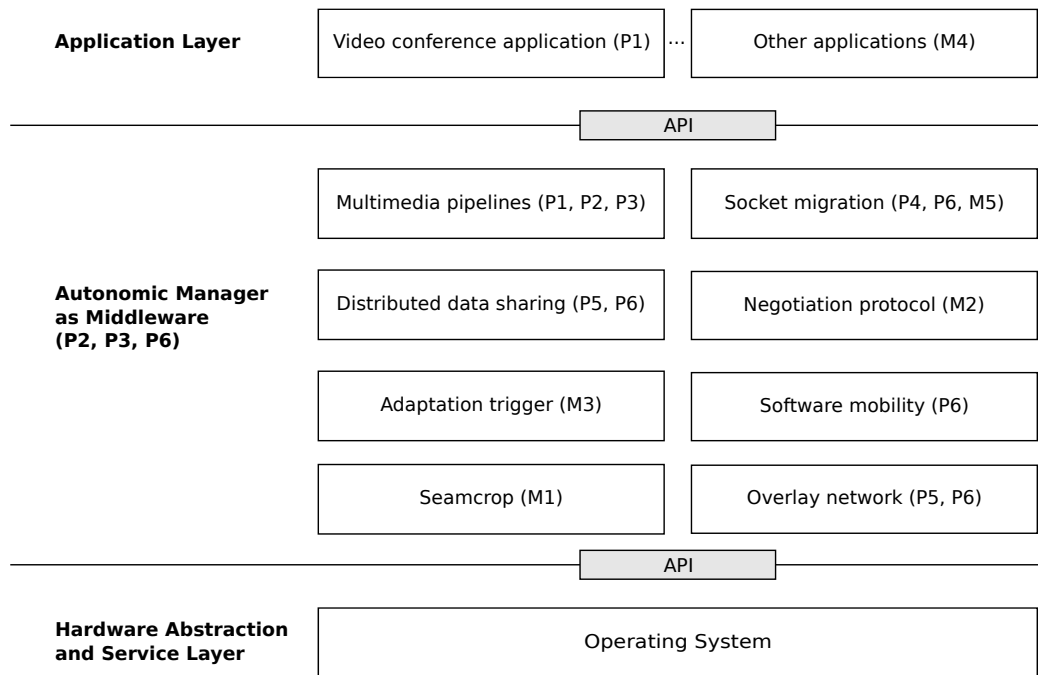 Application Layer
Video conference application (P1)
...
Other applications (M4)
API
Multimedia pipelines (P1, P2, P3)
Socket migration (P4, P6, M5)
Autonomic Manager
as Middleware
(P2, P3, P6)
Distributed data sharing (P5, P6)
Negotiation protocol (M2)
Adaptation trigger (M3)
Software mobility (P6)
Seamcrop (M1)
Overlay network (P5, P6)
API
Hardware Abstraction
and Service Layer
Operating System